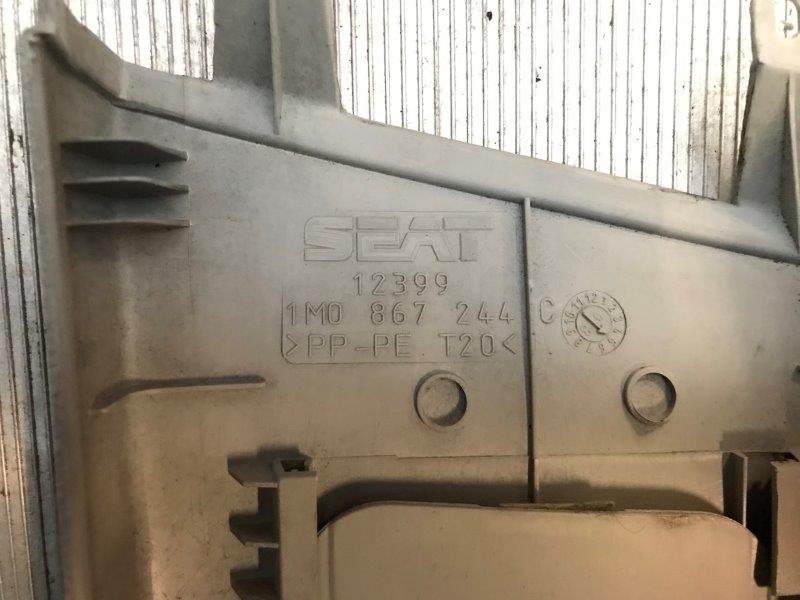 SEAT
12399
1M0 867 244 C
>PP-PE T20<